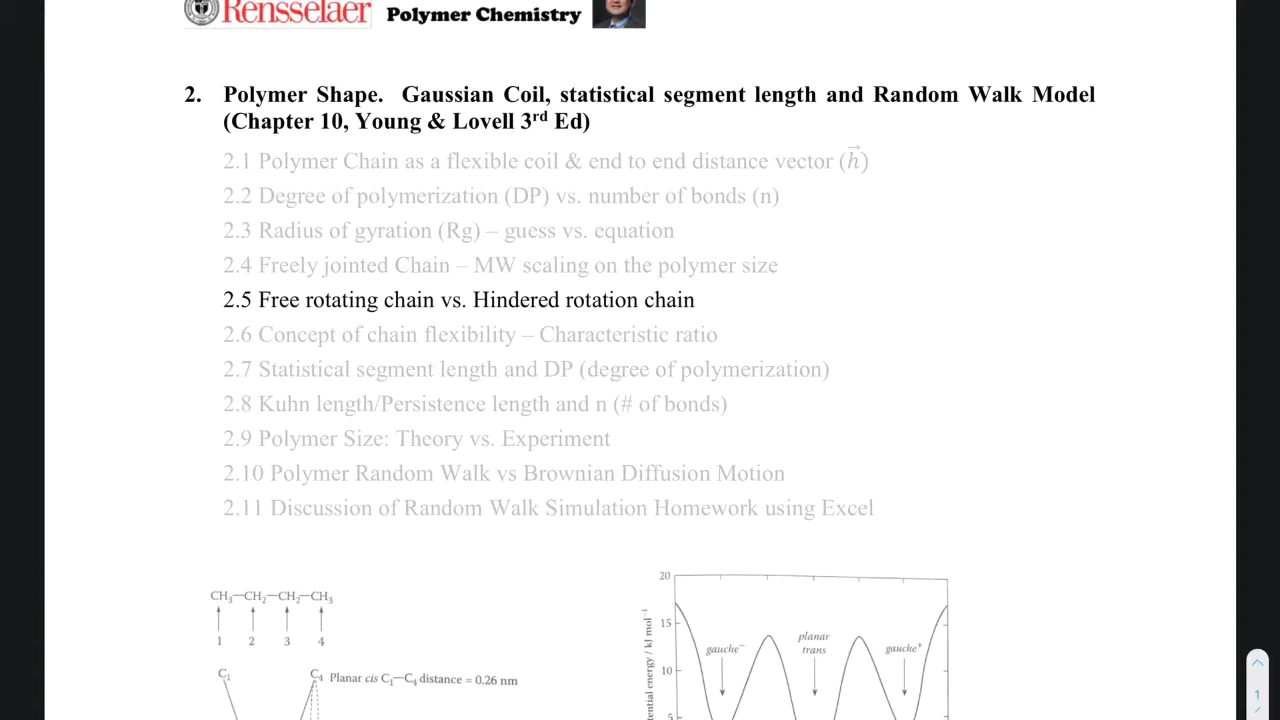 Rensselaer Polymer Chemistry
2. Polymer Shape. Gaussian Coil, statistical segment length and Random Walk Model
(Chapter 10, Young & Lovell 3rd Ed)
2.1 Polymer Chain as a flexible coil & end to end distance vector (h⃗)
2.2 Degree of polymerization (DP) vs. number of bonds (n)
2.3 Radius of gyration (Rg) – guess vs. equation
2.4 Freely jointed Chain – MW scaling on the polymer size
2.5 Free rotating chain vs. Hindered rotation chain
2.6 Concept of chain flexibility – Characteristic ratio
2.7 Statistical segment length and DP (degree of polymerization)
2.8 Kuhn length/Persistence length and n (# of bonds)
2.9 Polymer Size: Theory vs. Experiment
2.10 Polymer Random Walk vs Brownian Diffusion Motion
2.11 Discussion of Random Walk Simulation Homework using Excel
CH₃—CH₂—CH₂—CH₃
1 2 3 4
C₁ C₄ Planar cis C₁—C₄ distance = 0.26 nm
20
15
10
5
energy / kJ mol⁻¹
gauche⁻
planar
trans
gauche⁺
1